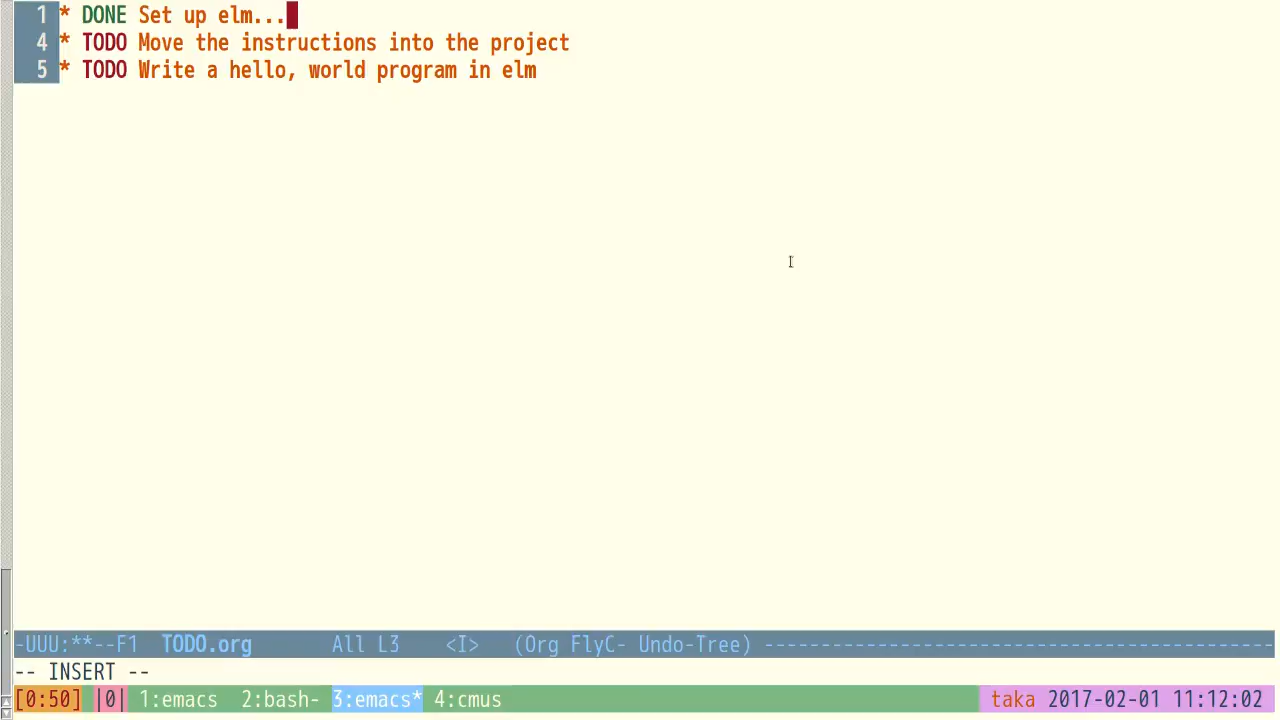 1 * DONE Set up elm...
4 * TODO Move the instructions into the project
5 * TODO Write a hello, world program in elm
-UUU:**--F1 TODO.org All L3 <I> (Org FlyC- Undo-Tree) ----------------------------------------------
-- INSERT --
[0:50] |0| 1:emacs 2:bash- 3:emacs* 4:cmus taka 2017-02-01 11:12:02